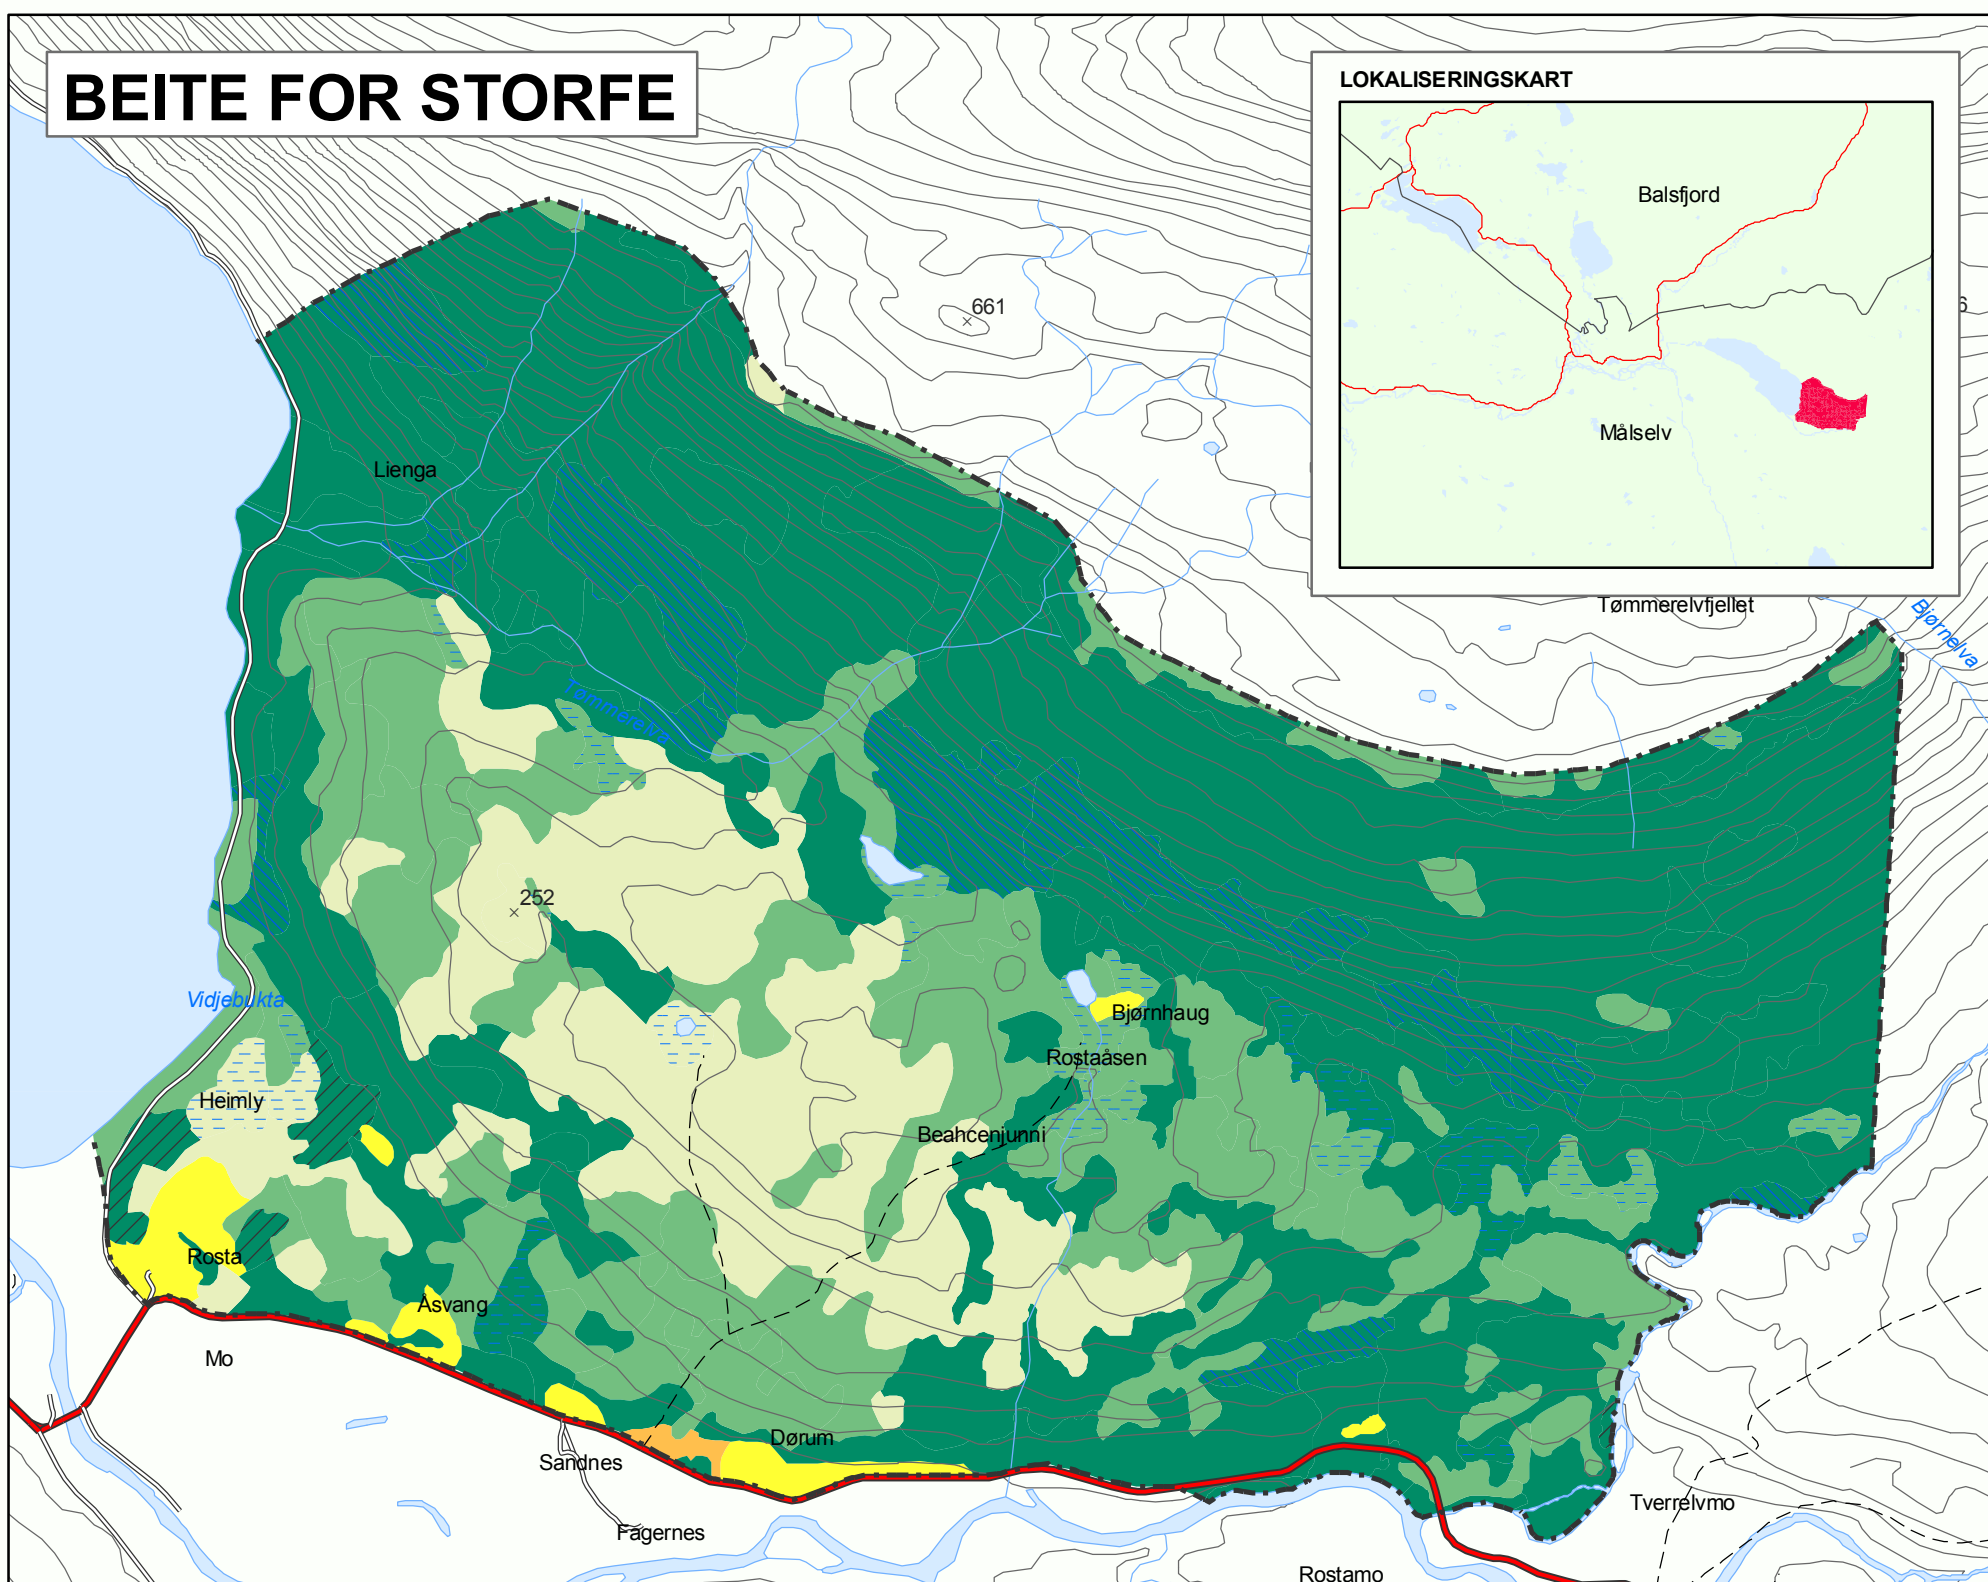 BEITE FOR STORFE
LOKALISERINGSKART
Balsfjord
Målselv
661
6
Tømmerelvfjellet
Bjørnelva
Lienga
Tømmerelva
252
Vidjebukta
Bjørnhaug
Rostaåsen
Heimly
Beahcenjunni
Rosta
Åsvang
Mo
Dørum
Sandnes
Fagernes
Tverrelvmo
Rostamo